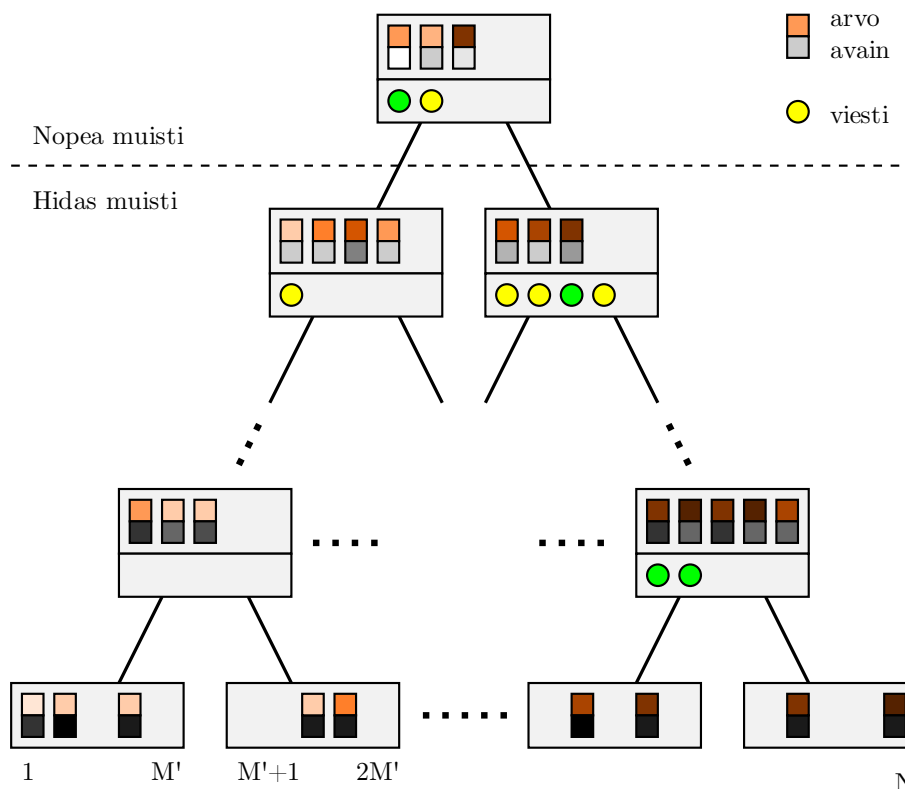 arvo
avain
viesti
Nopea muisti
Hidas muisti
1
M'
M'+1
2M'
N